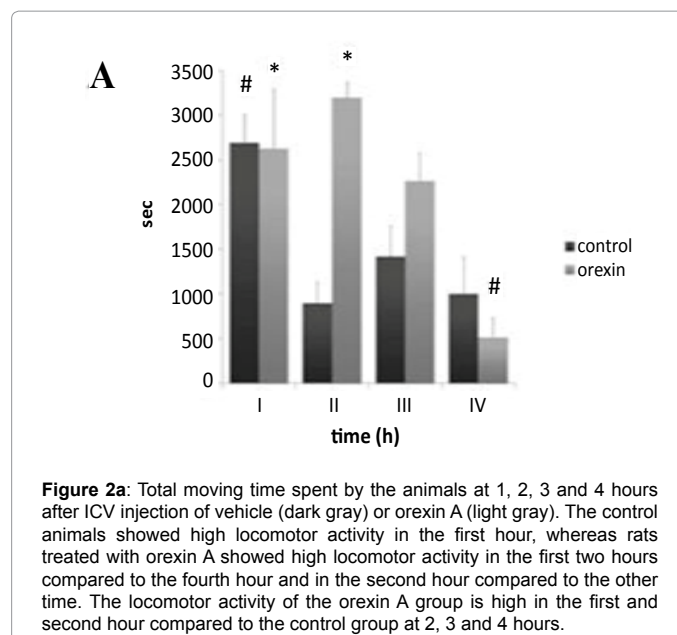 A
# * *
3500
3000
2500
2000
1500
1000
500
0
sec
#
control
orexin
I II III IV
time (h)
Figure 2a: Total moving time spent by the animals at 1, 2, 3 and 4 hours
after ICV injection of vehicle (dark gray) or orexin A (light gray). The control
animals showed high locomotor activity in the first hour, whereas rats
treated with orexin A showed high locomotor activity in the first two hours
compared to the fourth hour and in the second hour compared to the other
time. The locomotor activity of the orexin A group is high in the first and
second hour compared to the control group at 2, 3 and 4 hours.